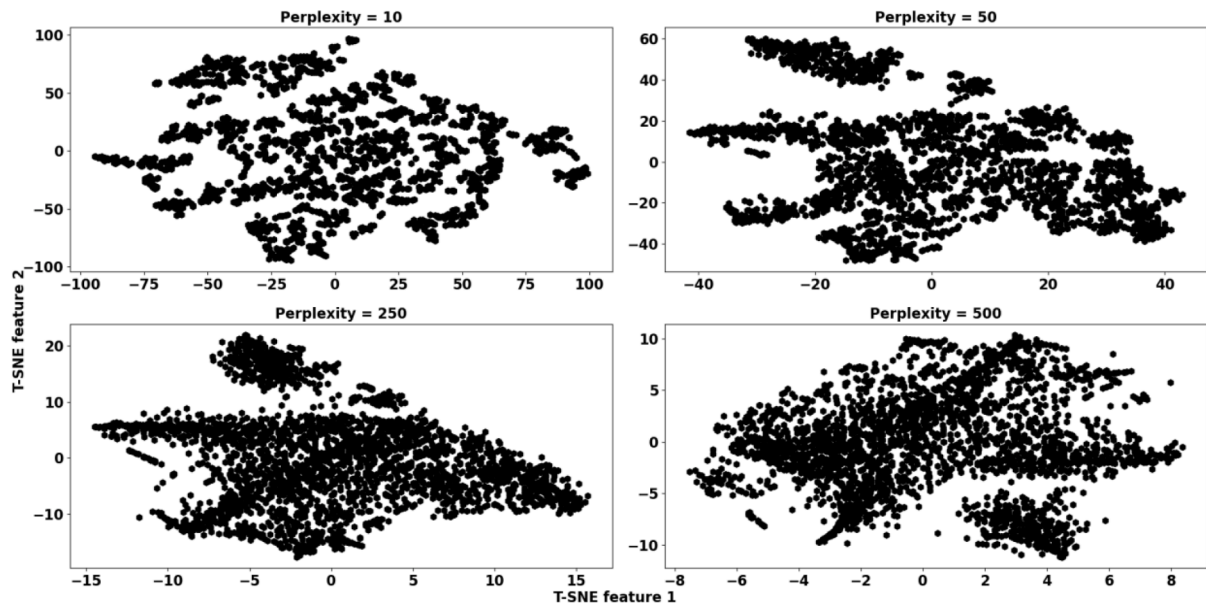 Perplexity = 10
Perplexity = 50
100
50
0
−50
−100
−100 −75 −50 −25 0 25 50 75 100
60
40
20
0
−20
−40
−40 −20 0 20 40
T-SNE feature 2
Perplexity = 250
Perplexity = 500
20
10
0
−10
−15 −10 −5 0 5 10 15
10
5
0
−5
−10
−8 −6 −4 −2 0 2 4 6 8
T-SNE feature 1